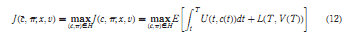 J(c̃, π̃; x, v) = max_{(c,π)∈H} J(c, π; x, v) = max_{(c,π)∈H} E[∫_t^T U(t, c(t))dt + L(T, V(T))] (12)